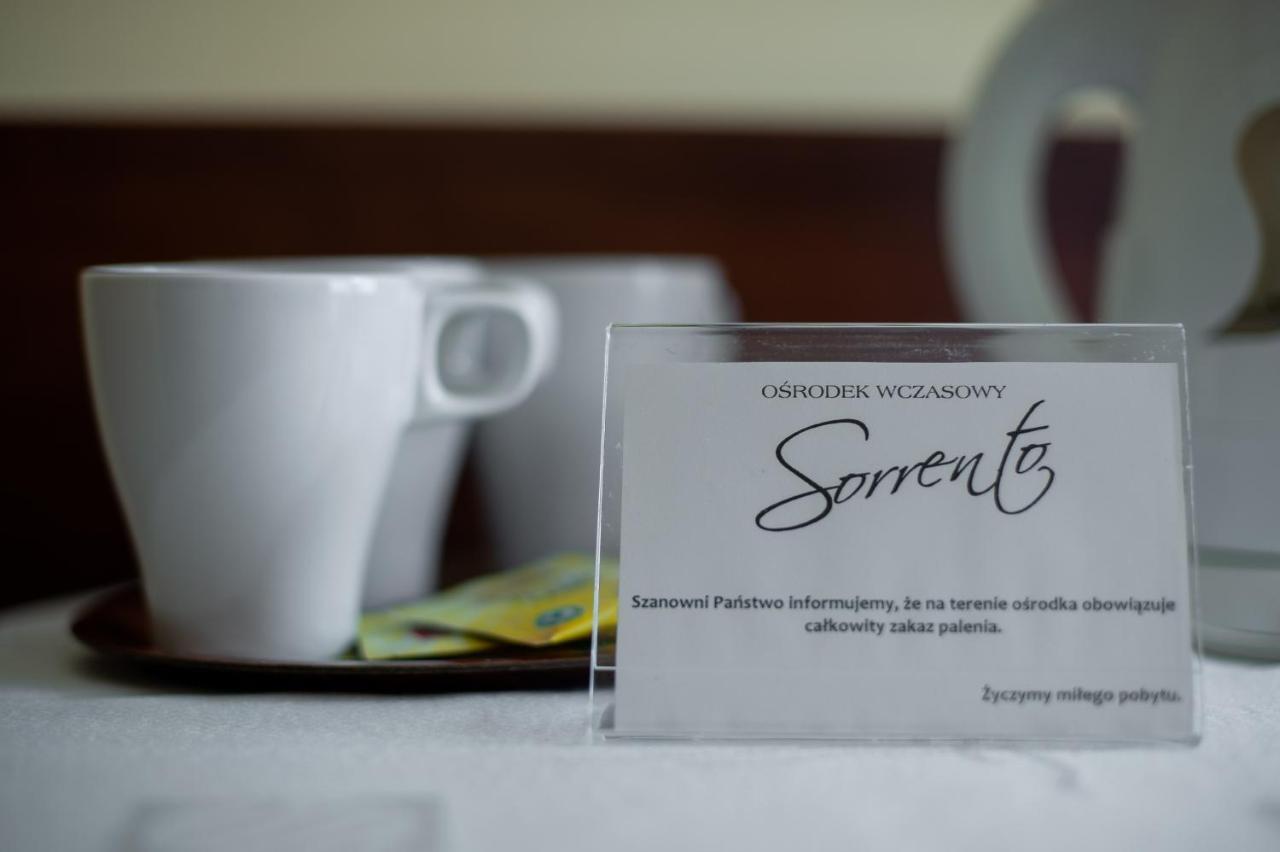 OŚRODEK WCZASOWY
Sorrento
Szanowni Państwo informujemy, że na terenie ośrodka obowiązuje
całkowity zakaz palenia.
Życzymy miłego pobytu.